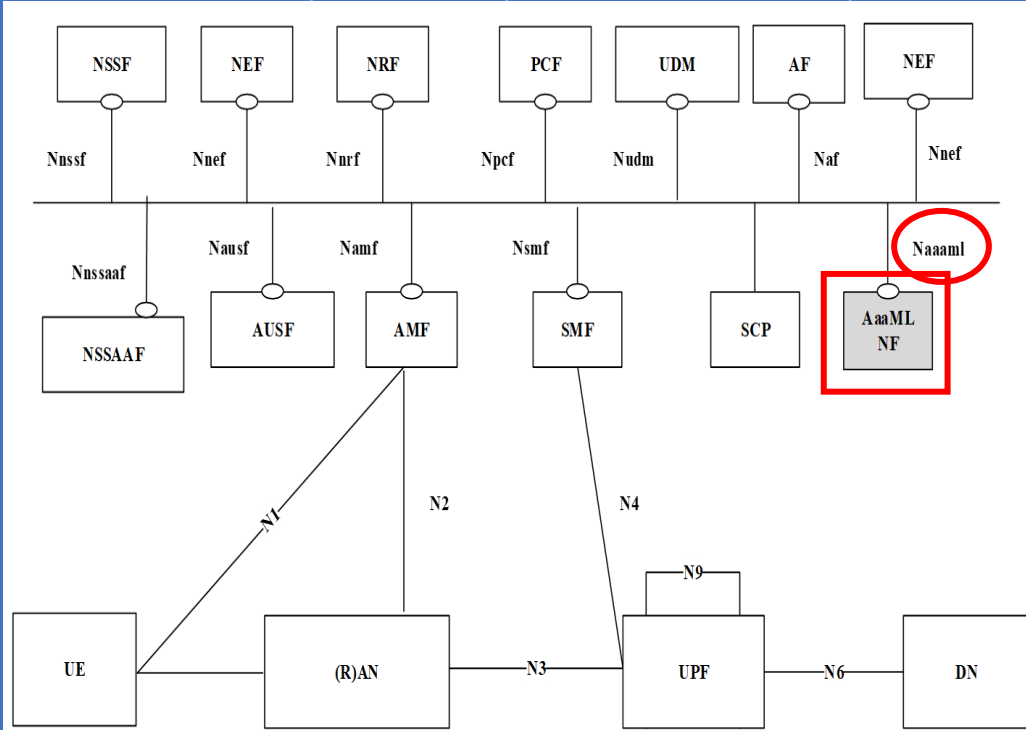 NSSF
NEF
NRF
PCF
UDM
AF
NEF
Nnssf
Nnef
Nnrf
Npcf
Nudm
Naf
Nnef
Nnssaaf
Nausf
Namf
Nsmf
Naaaml
NSSAAF
AUSF
AMF
SMF
SCP
AaaML
NF
N1
N2
N4
N9
UE
(R)AN
N3
UPF
N6
DN